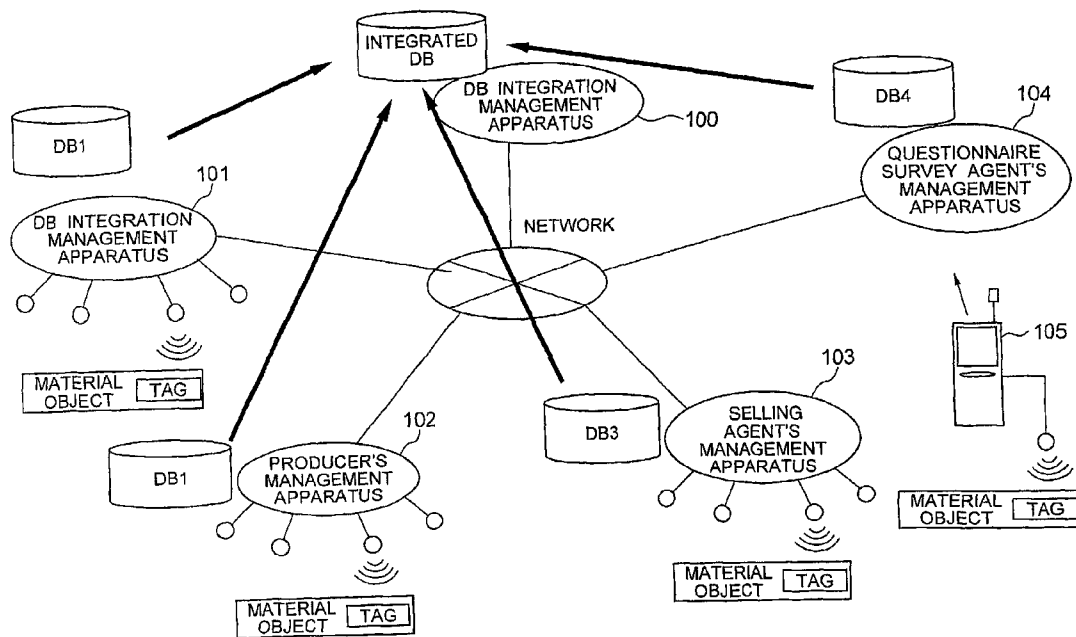 INTEGRATED
DB
DB INTEGRATION
MANAGEMENT
APPARATUS
100
DB1
101
DB INTEGRATION
MANAGEMENT
APPARATUS
NETWORK
DB4
104
QUESTIONNAIRE
SURVEY AGENT'S
MANAGEMENT
APPARATUS
105
MATERIAL
OBJECT
TAG
DB1
102
PRODUCER'S
MANAGEMENT
APPARATUS
MATERIAL
OBJECT
TAG
DB3
103
SELLING
AGENT'S
MANAGEMENT
APPARATUS
MATERIAL
OBJECT
TAG
MATERIAL
OBJECT
TAG